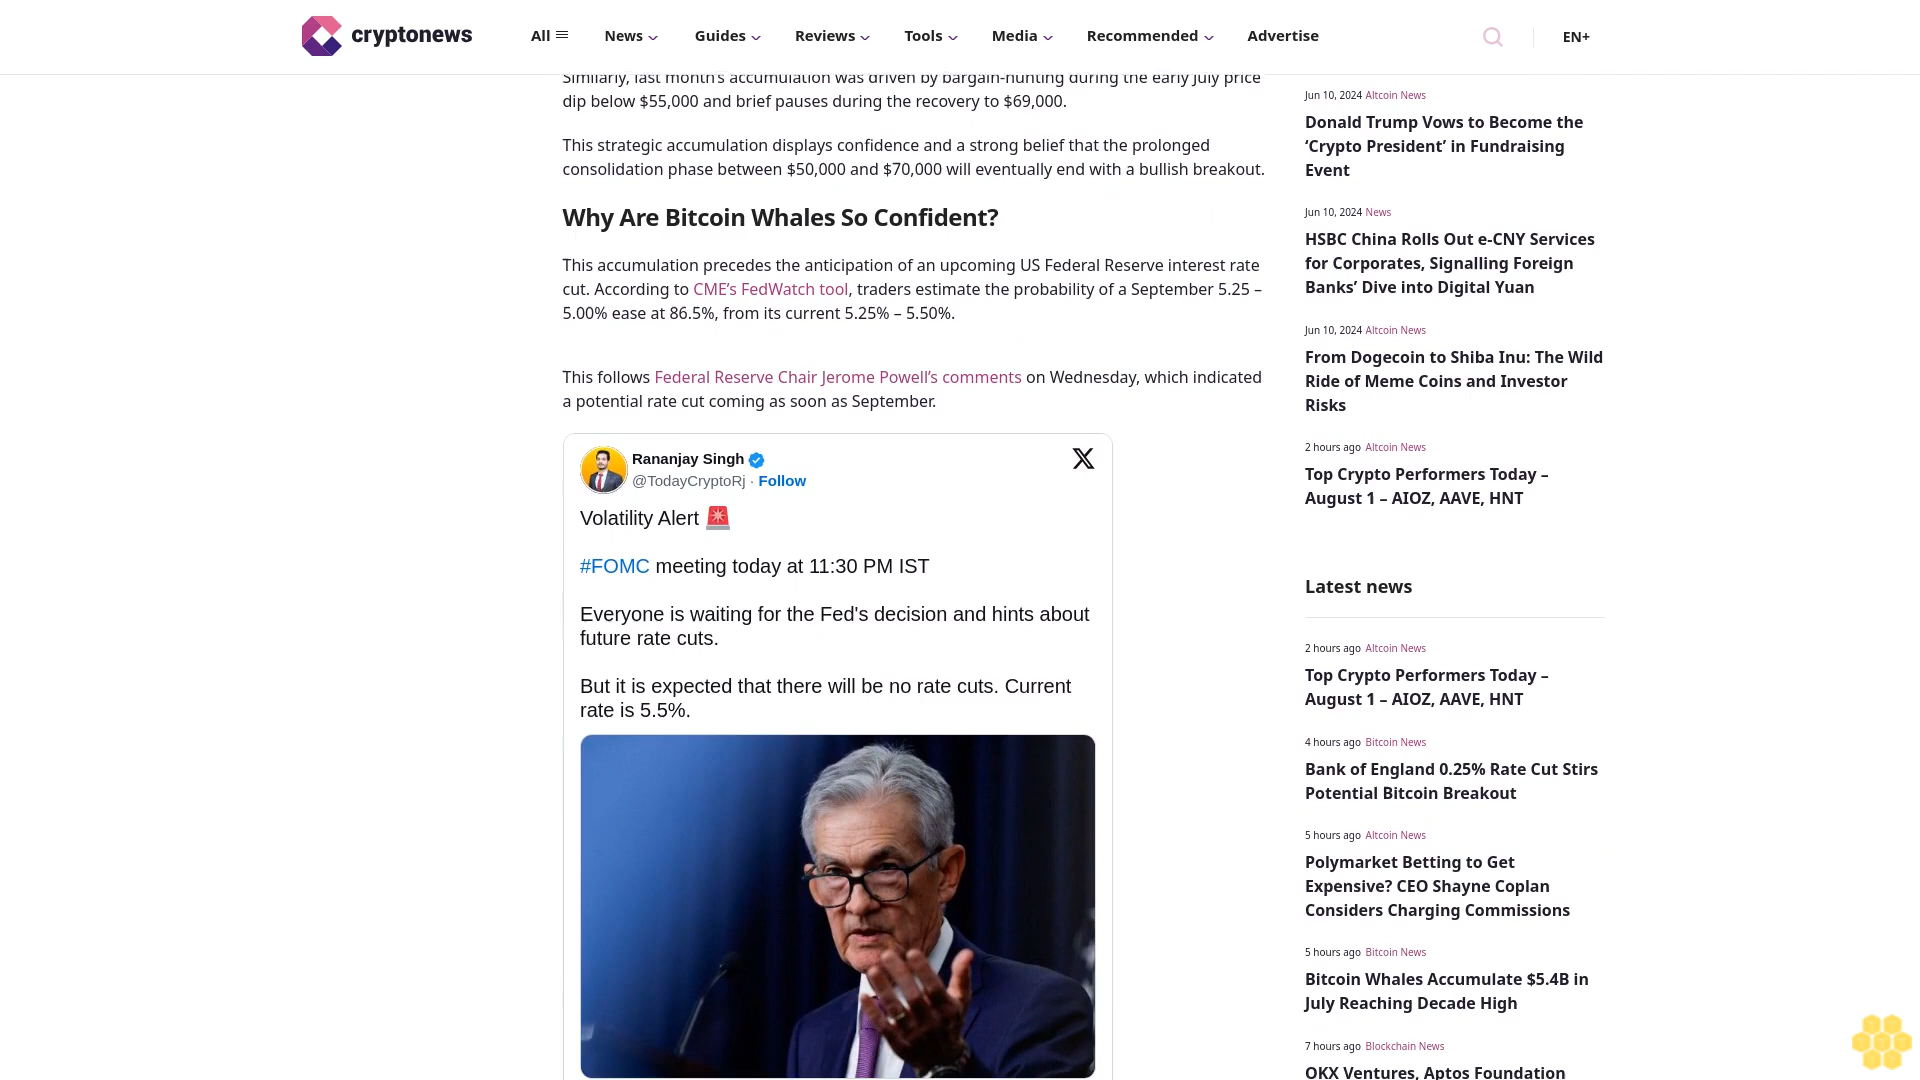 cryptonews
All
News
Guides
Reviews
Tools
Media
Recommended
Advertise
EN+
Similarly, last month's accumulation was driven by bargain-hunting during the early July price
dip below $55,000 and brief pauses during the recovery to $69,000.
This strategic accumulation displays confidence and a strong belief that the prolonged
consolidation phase between $50,000 and $70,000 will eventually end with a bullish breakout.
Why Are Bitcoin Whales So Confident?
This accumulation precedes the anticipation of an upcoming US Federal Reserve interest rate
cut. According to CME's FedWatch tool, traders estimate the probability of a September 5.25 –
5.00% ease at 86.5%, from its current 5.25% – 5.50%.
This follows Federal Reserve Chair Jerome Powell's comments on Wednesday, which indicated
a potential rate cut coming as soon as September.
Rananjay Singh
@TodayCryptoRj · Follow
Volatility Alert 🚨
#FOMC meeting today at 11:30 PM IST
Everyone is waiting for the Fed's decision and hints about
future rate cuts.
But it is expected that there will be no rate cuts. Current
rate is 5.5%.
Jun 10, 2024 Altcoin News
Donald Trump Vows to Become the
‘Crypto President’ in Fundraising
Event
Jun 10, 2024 News
HSBC China Rolls Out e-CNY Services
for Corporates, Signalling Foreign
Banks’ Dive into Digital Yuan
Jun 10, 2024 Altcoin News
From Dogecoin to Shiba Inu: The Wild
Ride of Meme Coins and Investor
Risks
2 hours ago Altcoin News
Top Crypto Performers Today –
August 1 – AIOZ, AAVE, HNT
Latest news
2 hours ago Altcoin News
Top Crypto Performers Today –
August 1 – AIOZ, AAVE, HNT
4 hours ago Bitcoin News
Bank of England 0.25% Rate Cut Stirs
Potential Bitcoin Breakout
5 hours ago Altcoin News
Polymarket Betting to Get
Expensive? CEO Shayne Coplan
Considers Charging Commissions
5 hours ago Bitcoin News
Bitcoin Whales Accumulate $5.4B in
July Reaching Decade High
7 hours ago Blockchain News
OKX Ventures, Aptos Foundation